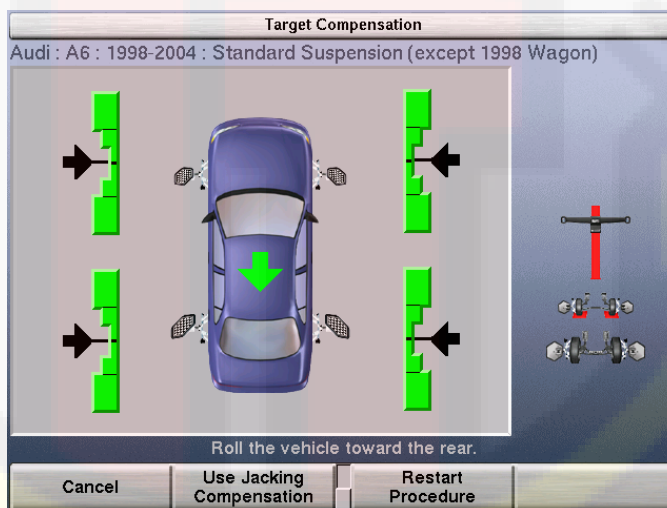 Target Compensation
Audi : A6 : 1998-2004 : Standard Suspension (except 1998 Wagon)
Roll the vehicle toward the rear.
Cancel
Use Jacking
Compensation
Restart
Procedure